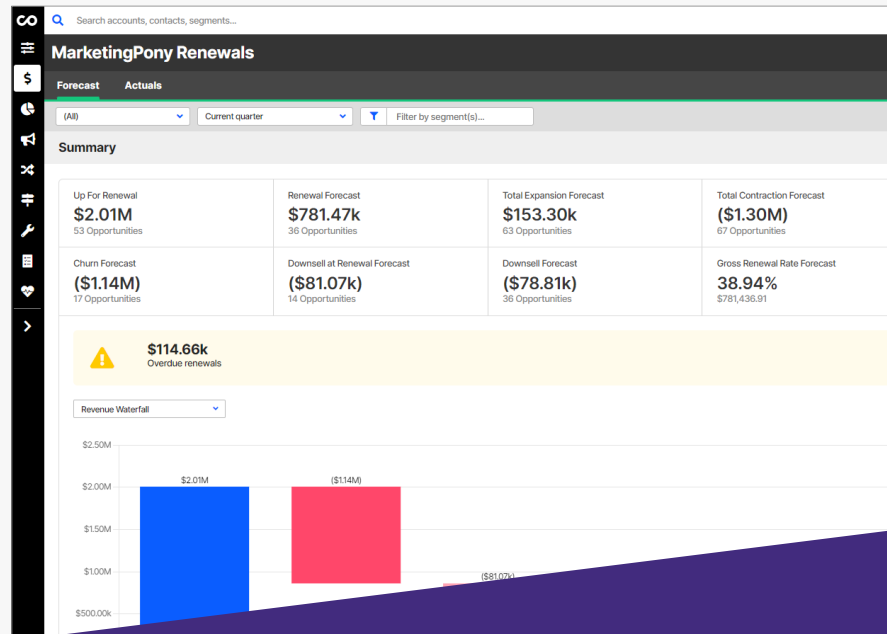 Search accounts, contacts, segments...
MarketingPony Renewals
Forecast Actuals
(All) Current quarter Filter by segment(s)...
Summary
Up For Renewal
$2.01M
53 Opportunities
Renewal Forecast
$781.47k
36 Opportunities
Total Expansion Forecast
$153.30k
63 Opportunities
Total Contraction Forecast
($1.30M)
67 Opportunities
Churn Forecast
($1.14M)
17 Opportunities
Downsell at Renewal Forecast
($81.07k)
14 Opportunities
Downsell Forecast
($78.81k)
36 Opportunities
Gross Renewal Rate Forecast
38.94%
$781,436.91
$114.66k
Overdue renewals
Revenue Waterfall
$2.50M
$2.01M ($1.14M)
$2.00M
$1.50M
$1.00M
($81.07k)
$500.00k